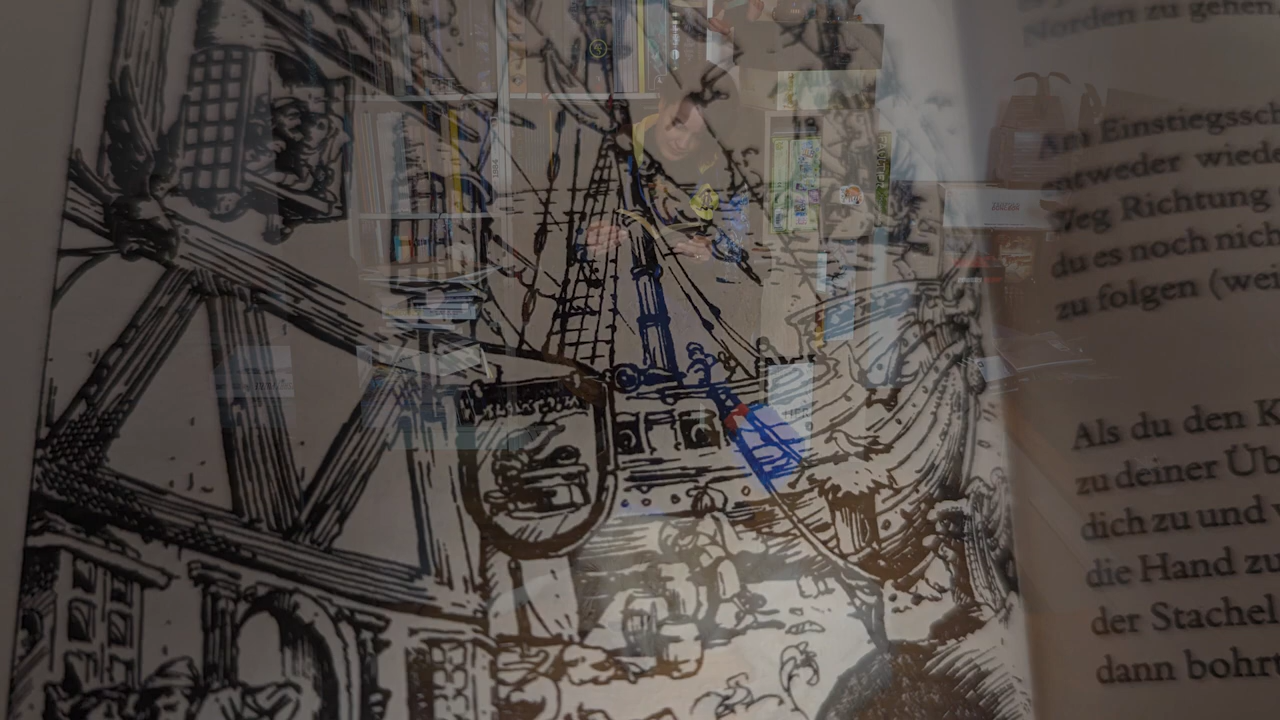 Norden zu gehen
Am Einstiegssch
entweder wiede
Weg Richtung
du es noch nich
zu folgen (wei
Als du den K
zu deiner Üb
dich zu und
die Hand zu
der Stachel
dann bohrt